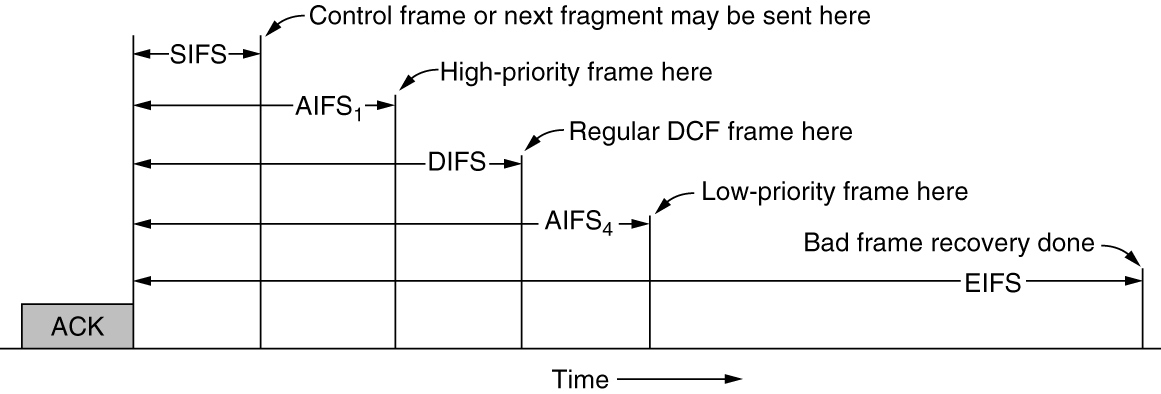 Control frame or next fragment may be sent here
SIFS
High-priority frame here
AIFS1
Regular DCF frame here
DIFS
Low-priority frame here
AIFS4
Bad frame recovery done
EIFS
ACK
Time